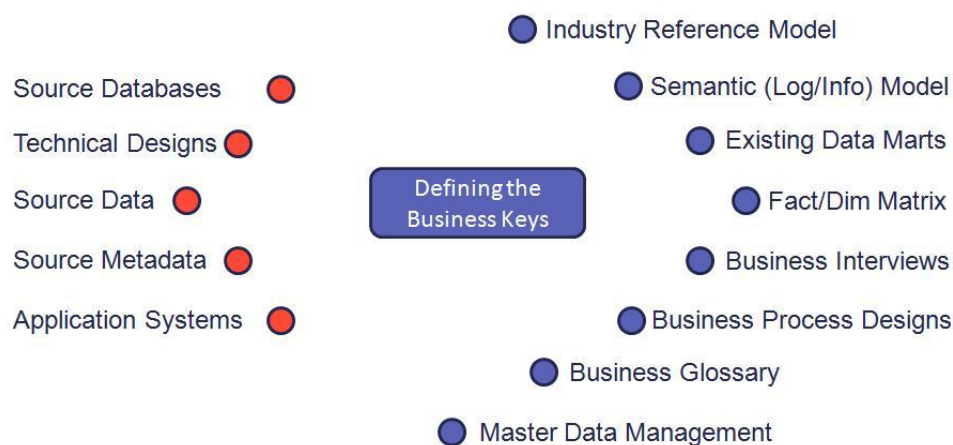 Industry Reference Model
Source Databases
Semantic (Log/Info) Model
Technical Designs
Existing Data Marts
Defining the
Business Keys
Source Data
Fact/Dim Matrix
Source Metadata
Business Interviews
Application Systems
Business Process Designs
Business Glossary
Master Data Management